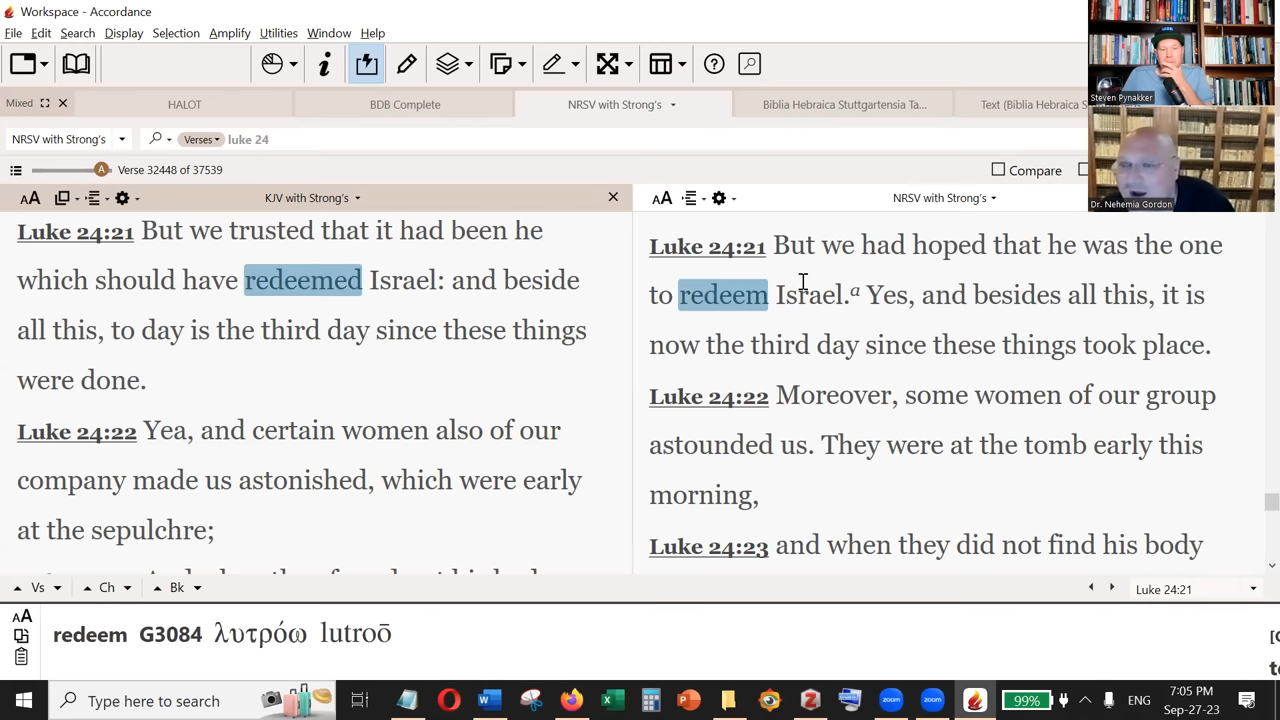 Workspace - Accordance
File Edit Search Display Selection Amplify Utilities Window Help
Steven Pynakker
Mixed HALOT BDB Complete NRSV with Strong's Biblia Hebraica Stuttgartensia Ta... Text (Biblia Hebraica S
NRSV with Strong's Verses luke 24
A Verse 32448 of 37539 Compare
Dr. Nehemia Gordon
AA KJV with Strong's
AA NRSV with Strong's
Luke 24:21 But we trusted that it had been he
which should have redeemed Israel: and beside
all this, to day is the third day since these things
were done.
Luke 24:22 Yea, and certain women also of our
company made us astonished, which were early
at the sepulchre;
Luke 24:21 But we had hoped that he was the one
to redeem Israel.a Yes, and besides all this, it is
now the third day since these things took place.
Luke 24:22 Moreover, some women of our group
astounded us. They were at the tomb early this
morning,
Luke 24:23 and when they did not find his body
Vs Ch Bk Luke 24:21
AA redeem G3084 λυτρόω lutroō
Type here to search
99% ENG 7:05 PM
Sep-27-23
zoom zoom